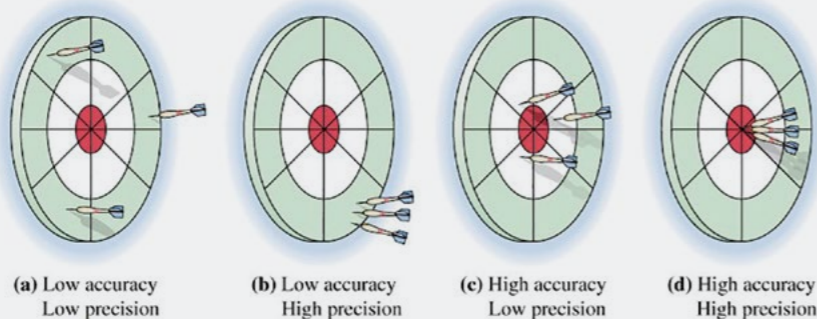 (a) Low accuracy
Low precision
(b) Low accuracy
High precision
(c) High accuracy
Low precision
(d) High accuracy
High precision